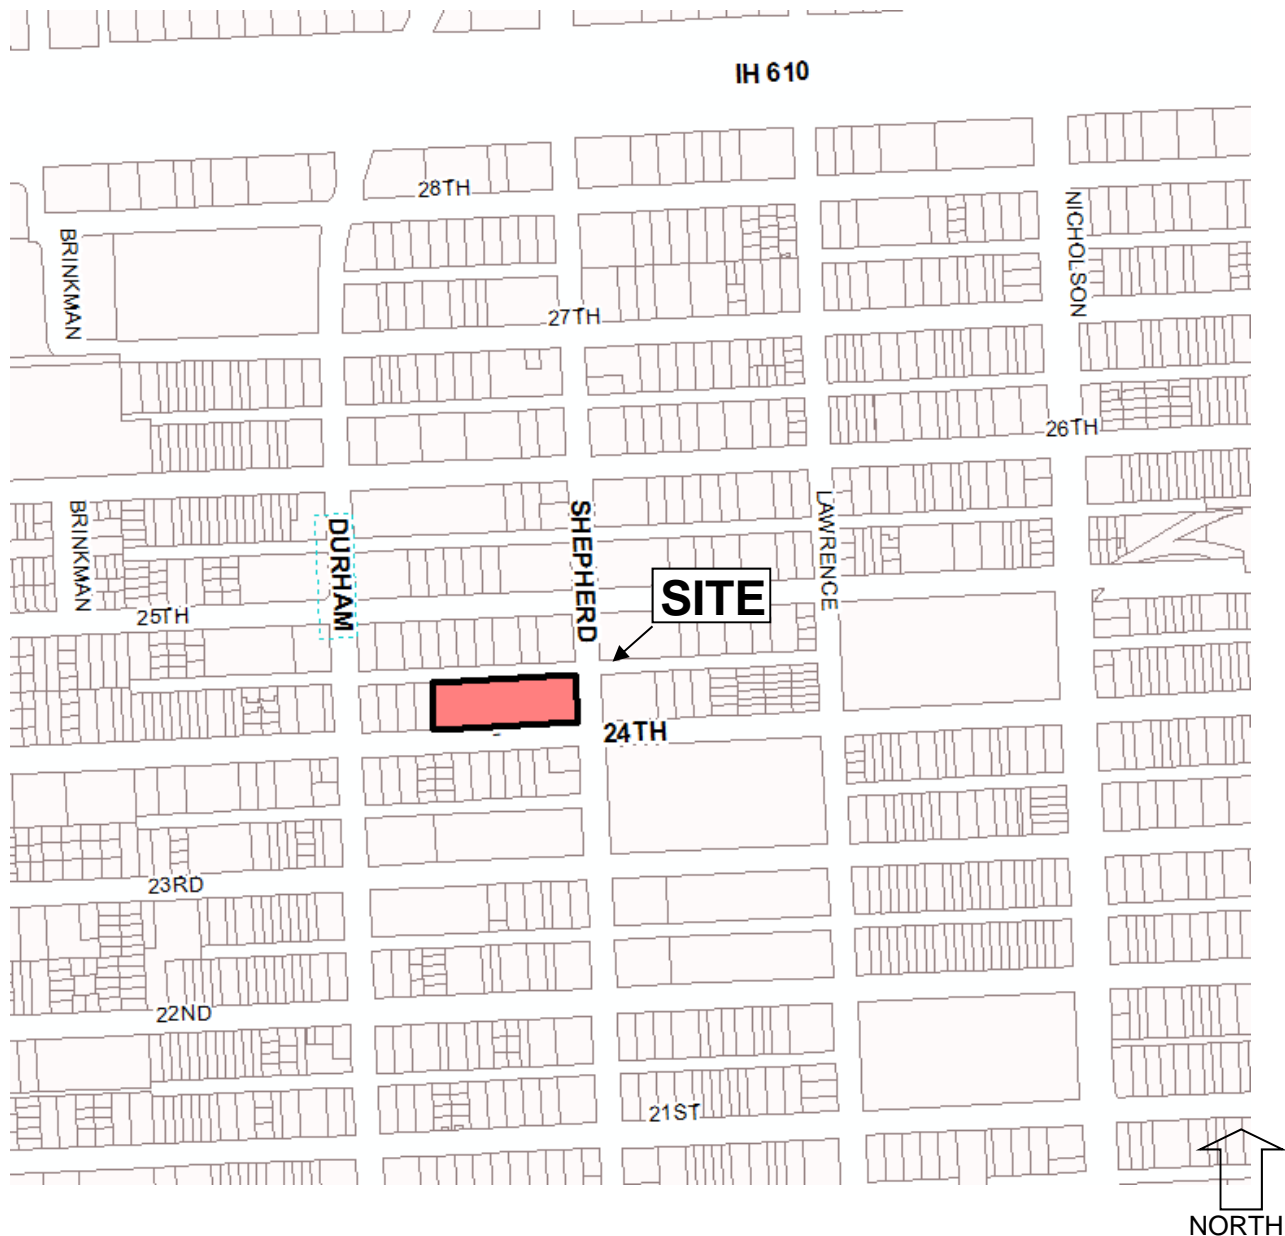 IH 610
28TH
NICHOLSON
BRINKMAN
27TH
26TH
BRINKMAN
DURHAM
SHEPHERD
LAWRENCE
SITE
25TH
24TH
23RD
22ND
21ST
NORTH